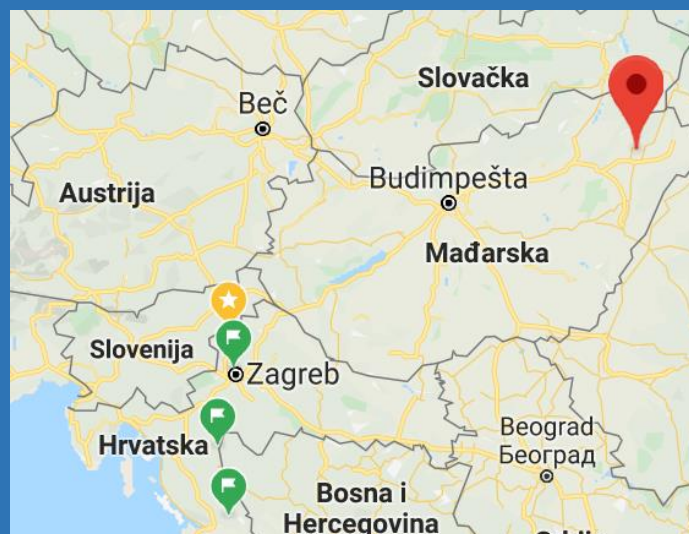 Slovačka
Beč
Budimpešta
Austrija
Mađarska
Slovenija
Zagreb
Hrvatska
Beograd
Београд
Bosna i
Hercegovina